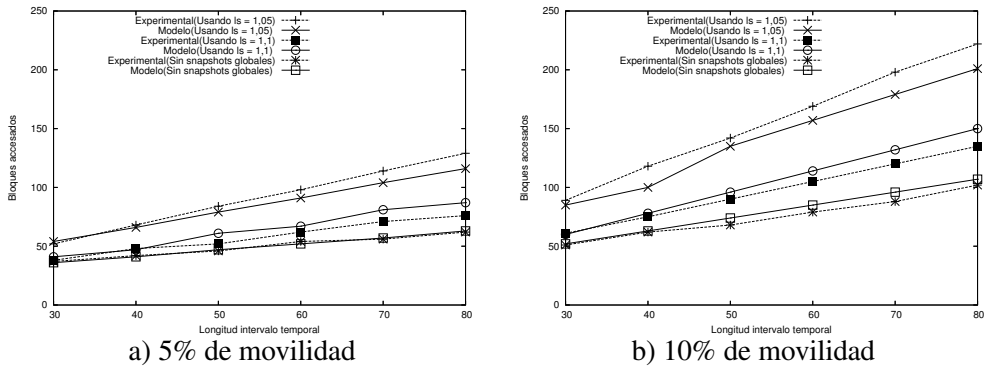 Experimental(Usando ls = 1,05)
Modelo(Usando ls = 1,05)
Experimental(Usando ls = 1,1)
Modelo(Usando ls = 1,1)
Experimental(Sin snapshots globales)
Modelo(Sin snapshots globales)
250
200
150
100
50
0
Bloques accesados
30 40 50 60 70 80
Longitud intervalo temporal
a) 5% de movilidad
Experimental(Usando ls = 1,05)
Modelo(Usando ls = 1,05)
Experimental(Usando ls = 1,1)
Modelo(Usando ls = 1,1)
Experimental(Sin snapshots globales)
Modelo(Sin snapshots globales)
250
200
150
100
50
0
Bloques accesados
30 40 50 60 70 80
Longitud intervalo temporal
b) 10% de movilidad